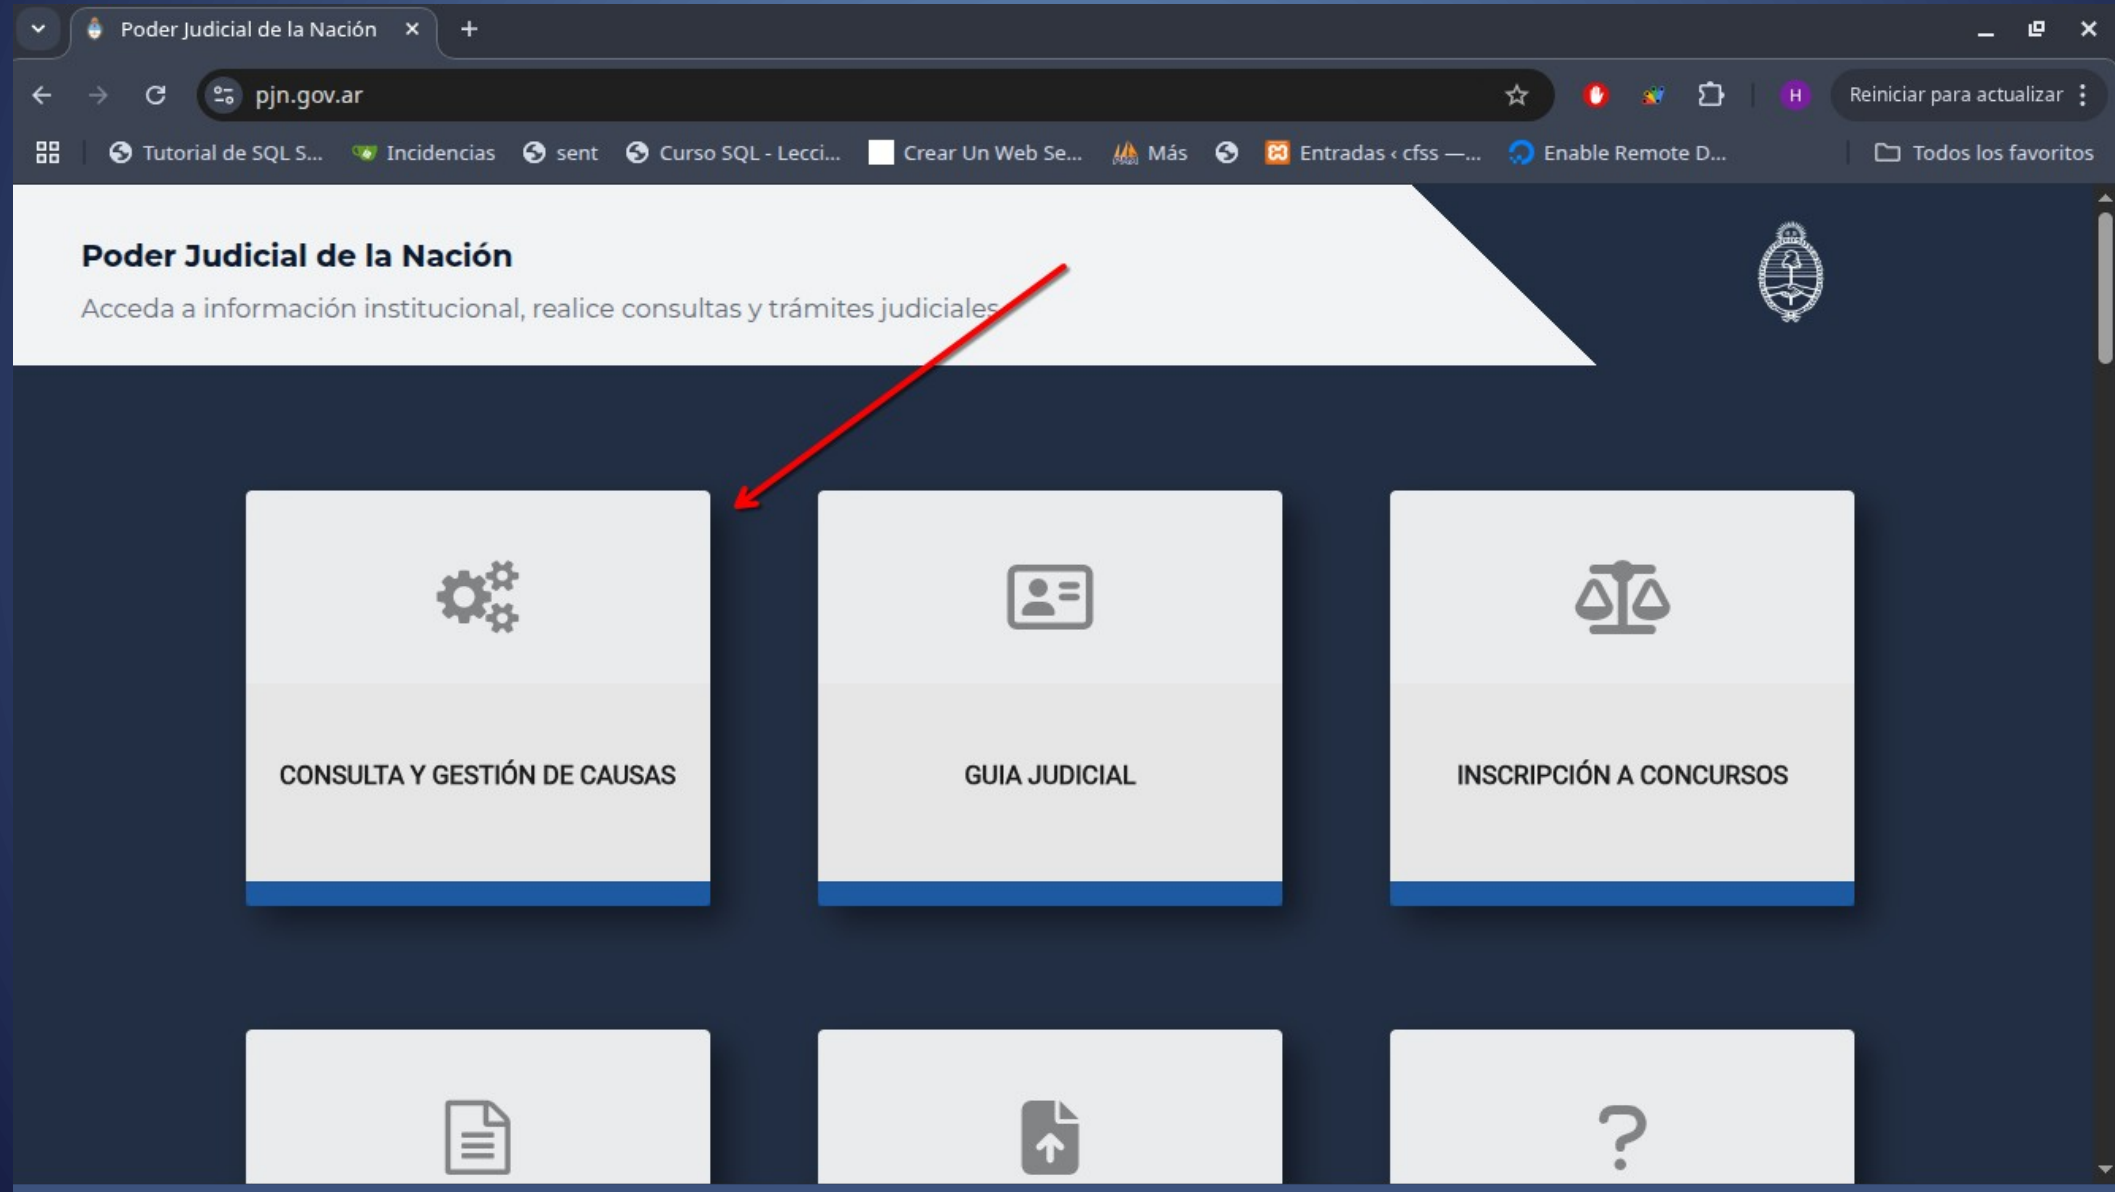 Poder Judicial de la Nación
pjn.gov.ar
H
Reiniciar para actualizar
Tutorial de SQL S...
Incidencias
sent
Curso SQL - Lecci...
Crear Un Web Se...
Más
Entradas ‹ cfss —...
Enable Remote D...
Todos los favoritos
Poder Judicial de la Nación
Acceda a información institucional, realice consultas y trámites judiciales
CONSULTA Y GESTIÓN DE CAUSAS
GUIA JUDICIAL
INSCRIPCIÓN A CONCURSOS